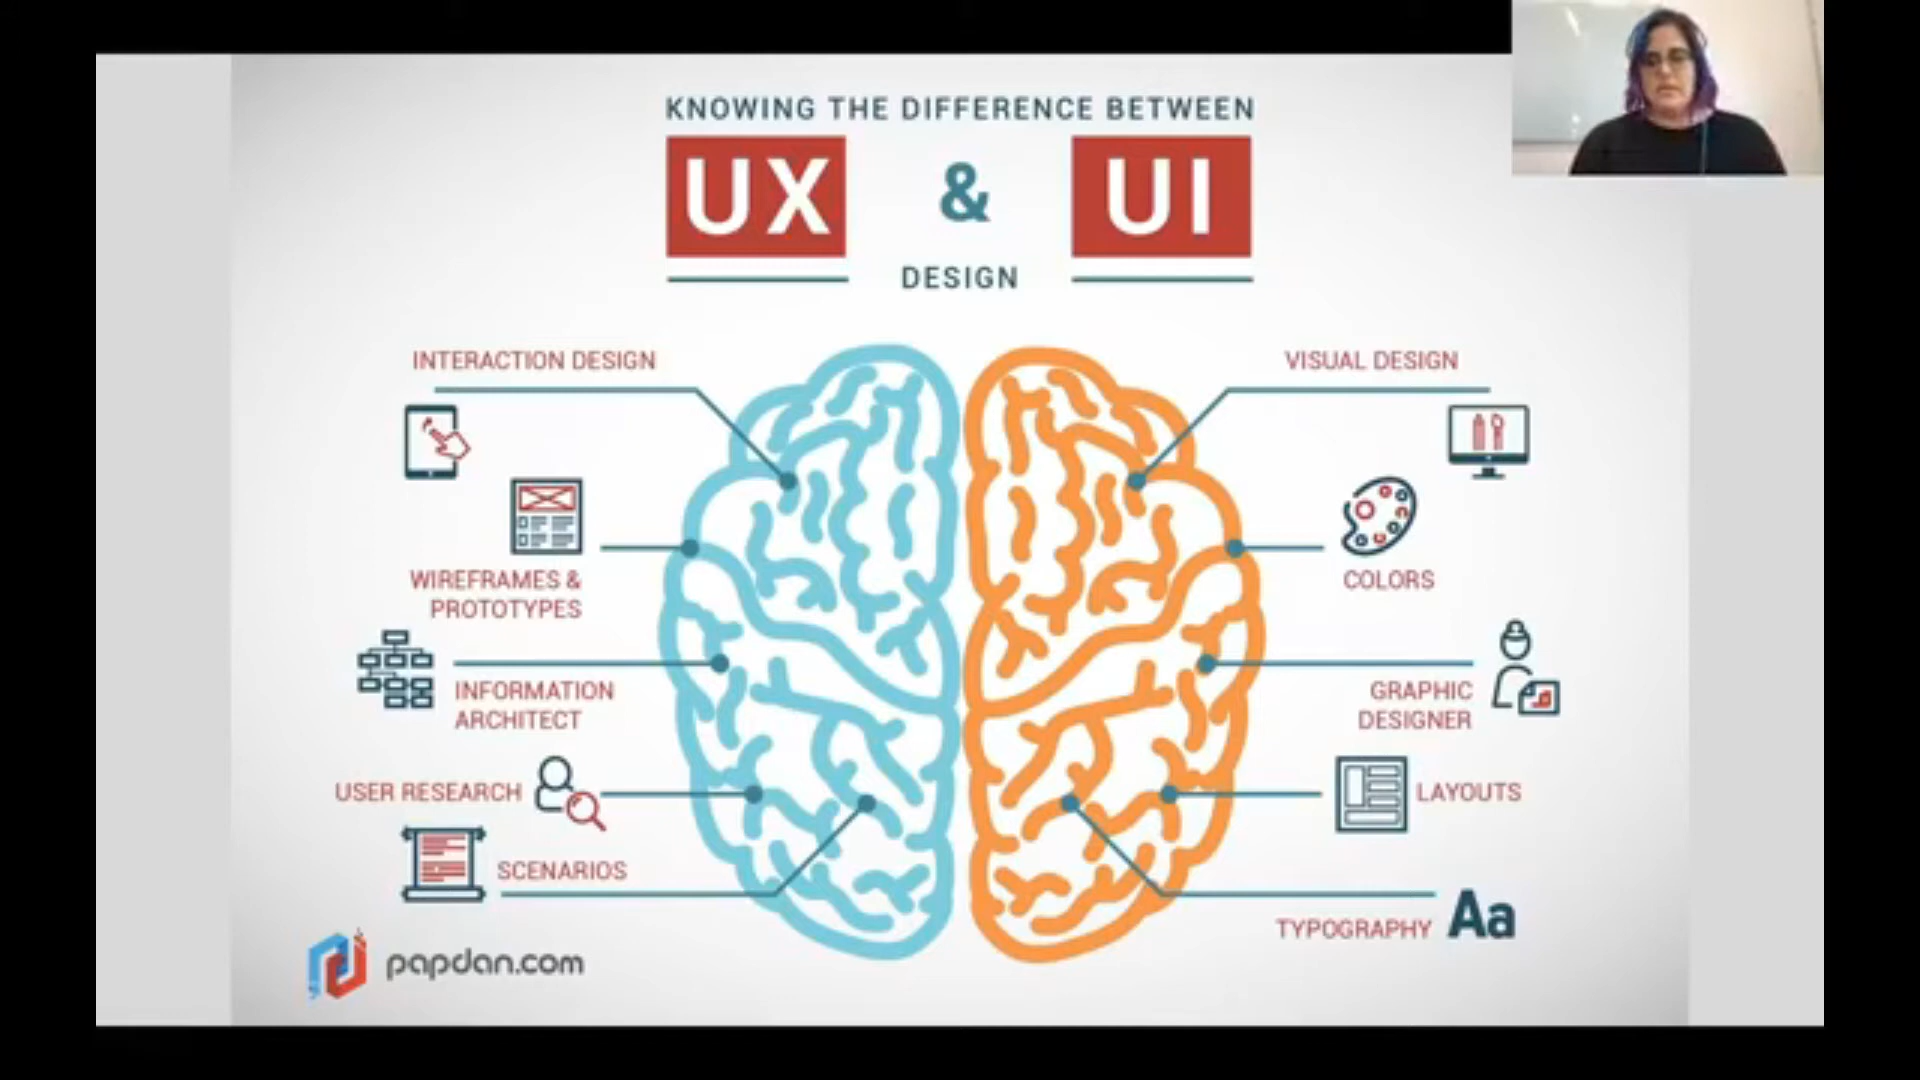 KNOWING THE DIFFERENCE BETWEEN
UX & UI
DESIGN
INTERACTION DESIGN
WIREFRAMES &
PROTOTYPES
INFORMATION
ARCHITECT
USER RESEARCH
SCENARIOS
VISUAL DESIGN
COLORS
GRAPHIC
DESIGNER
LAYOUTS
TYPOGRAPHY Aa
papdan.com